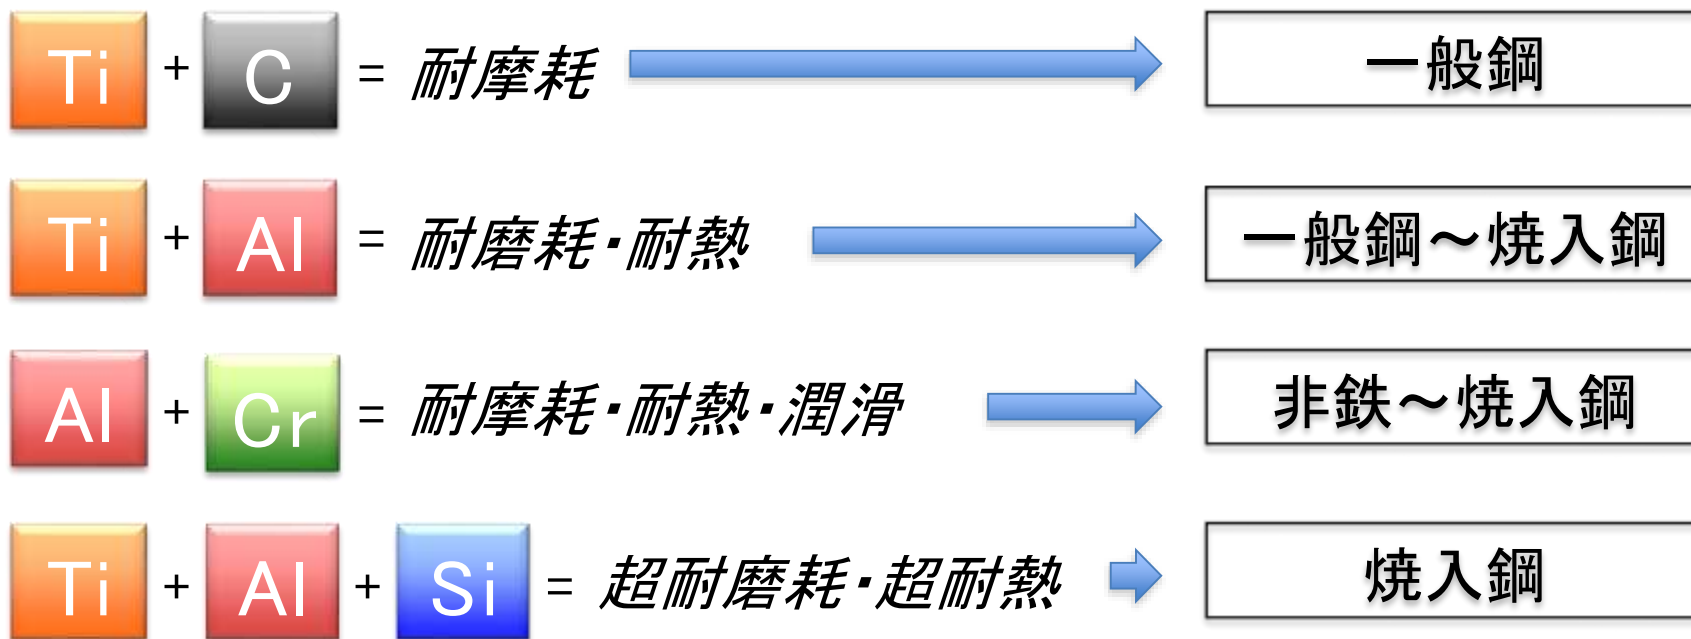 Ti + C = 耐摩耗 一般鋼
Ti + Al = 耐磨耗・耐熱 一般鋼～焼入鋼
Al + Cr = 耐摩耗・耐熱・潤滑 非鉄～焼入鋼
Ti + Al + Si = 超耐磨耗・超耐熱 焼入鋼